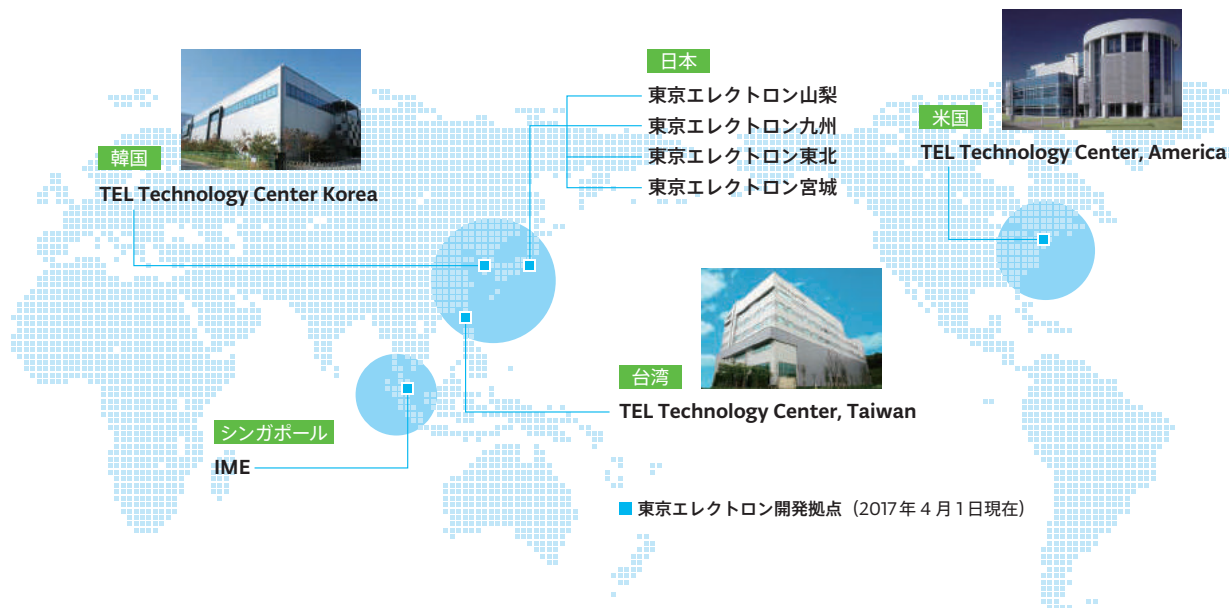 日本
東京エレクトロン山梨
東京エレクトロン九州
東京エレクトロン東北
東京エレクトロン宮城
米国
TEL Technology Center, America
韓国
TEL Technology Center Korea
台湾
TEL Technology Center, Taiwan
シンガポール
IME
東京エレクトロン開発拠点（2017年4月1日現在）